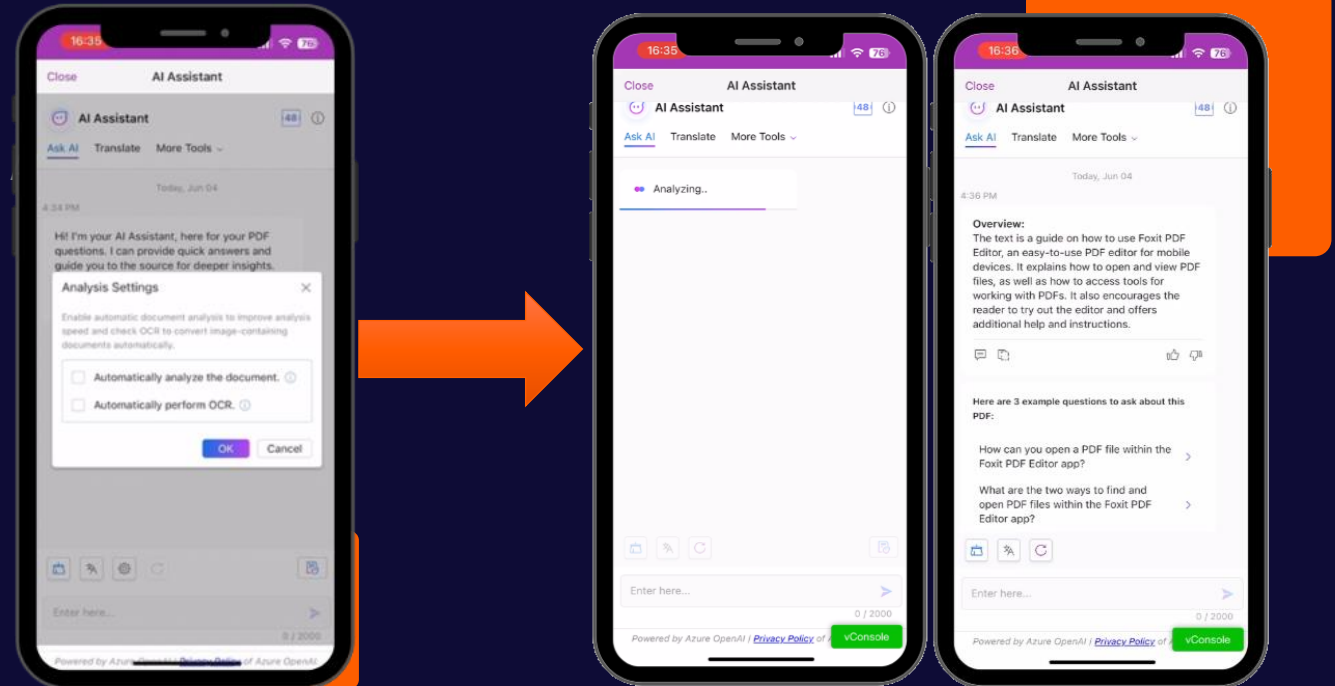 16:35
76
Close AI Assistant
AI Assistant
48
Ask AI Translate More Tools
Today, Jun 04
4:34 PM
Hi! I'm your AI Assistant, here for your PDF
questions. I can provide quick answers and
guide you to the source for deeper insights.
Analysis Settings
Enable automatic document analysis to improve analysis
speed and check OCR to convert image-containing
documents automatically.
Automatically analyze the document.
Automatically perform OCR.
OK Cancel
Enter here...
0 / 2000
Powered by Azure OpenAI / Privacy Policy of Azure OpenAI.
16:35
76
Close AI Assistant
AI Assistant
48
Ask AI Translate More Tools
Analyzing..
Enter here...
0 / 2000
Powered by Azure OpenAI / Privacy Policy of
vConsole
16:36
76
Close AI Assistant
AI Assistant
48
Ask AI Translate More Tools
Today, Jun 04
4:36 PM
Overview:
The text is a guide on how to use Foxit PDF
Editor, an easy-to-use PDF editor for mobile
devices. It explains how to open and view PDF
files, as well as how to access tools for
working with PDFs. It also encourages the
reader to try out the editor and offers
additional help and instructions.
Here are 3 example questions to ask about this
PDF:
How can you open a PDF file within the
Foxit PDF Editor app?
What are the two ways to find and
open PDF files within the Foxit PDF
Editor app?
Enter here...
0 / 2000
Powered by Azure OpenAI / Privacy Policy of
vConsole